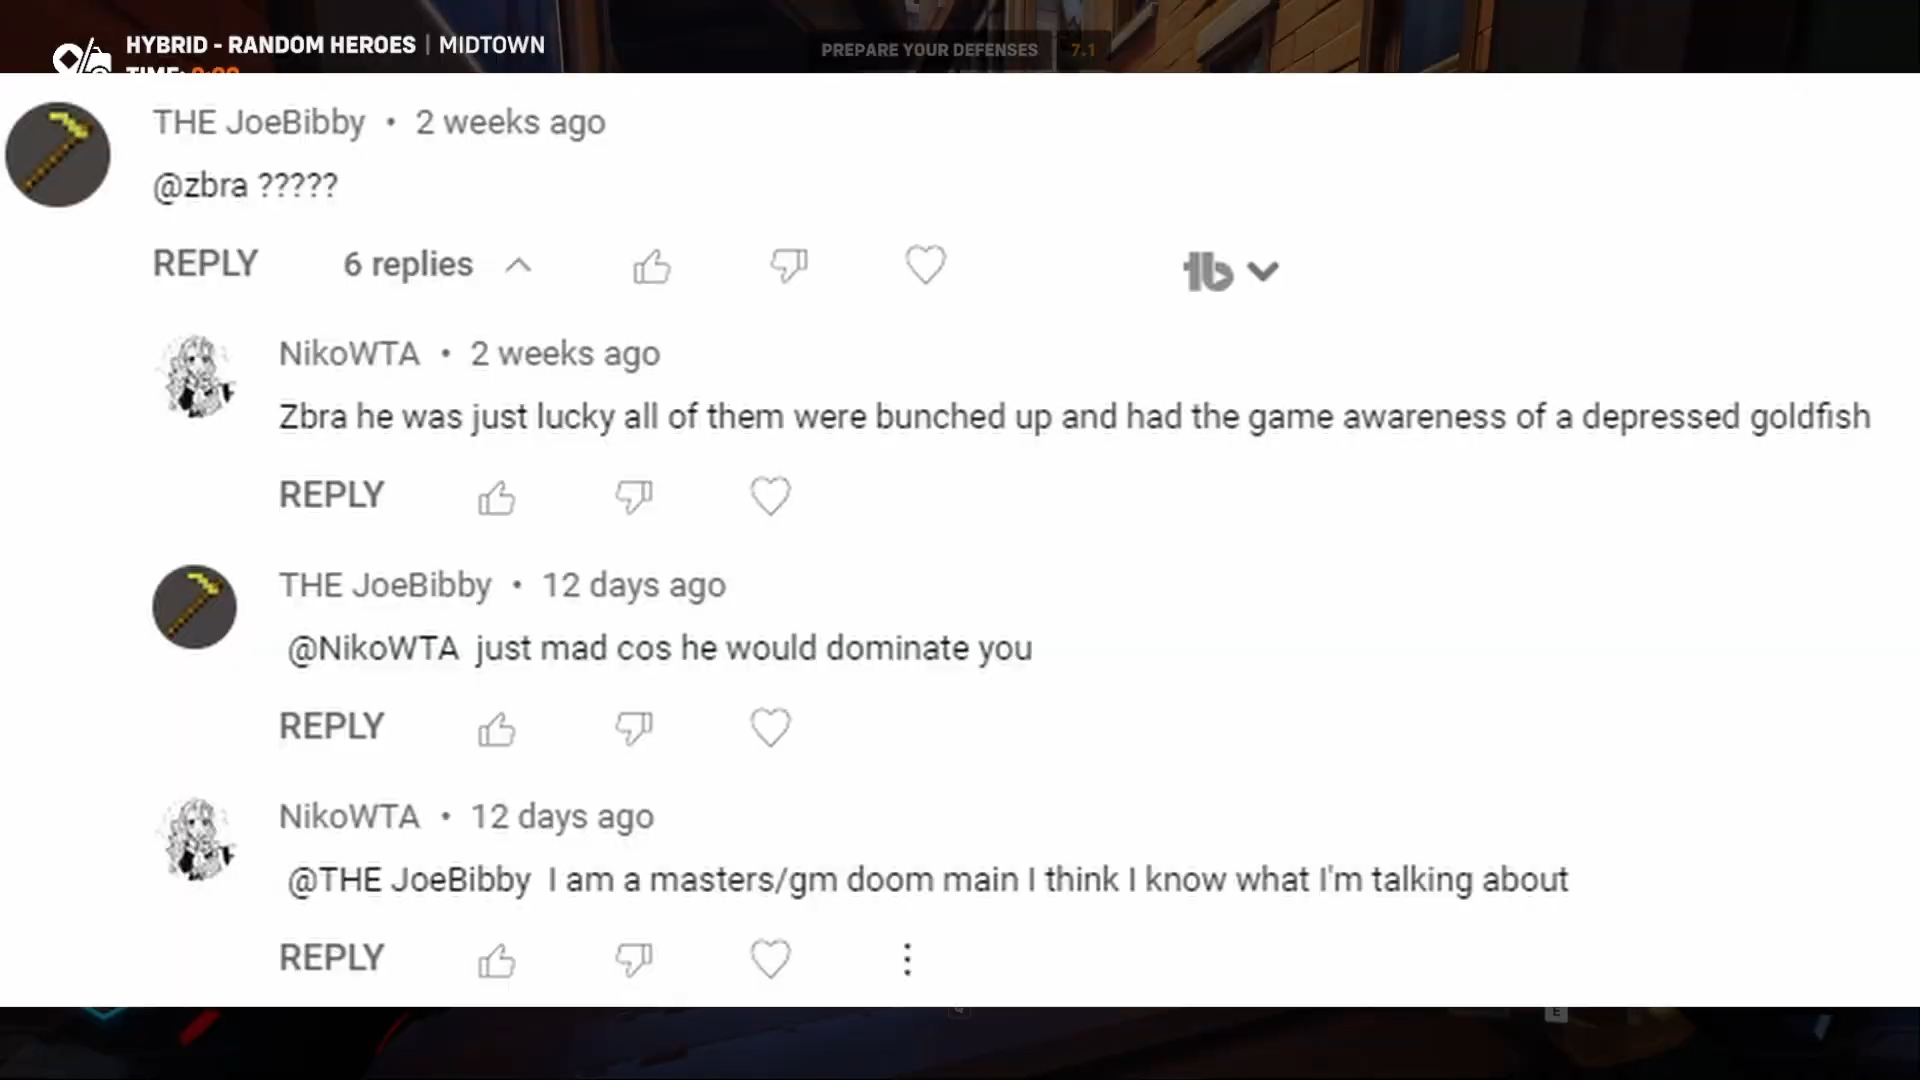 HYBRID - RANDOM HEROES | MIDTOWN
PREPARE YOUR DEFENSES 7.1
TIME:
THE JoeBibby • 2 weeks ago
@zbra ?????
REPLY 6 replies
NikoWTA • 2 weeks ago
Zbra he was just lucky all of them were bunched up and had the game awareness of a depressed goldfish
REPLY
THE JoeBibby • 12 days ago
@NikoWTA just mad cos he would dominate you
REPLY
NikoWTA • 12 days ago
@THE JoeBibby I am a masters/gm doom main I think I know what I'm talking about
REPLY
E